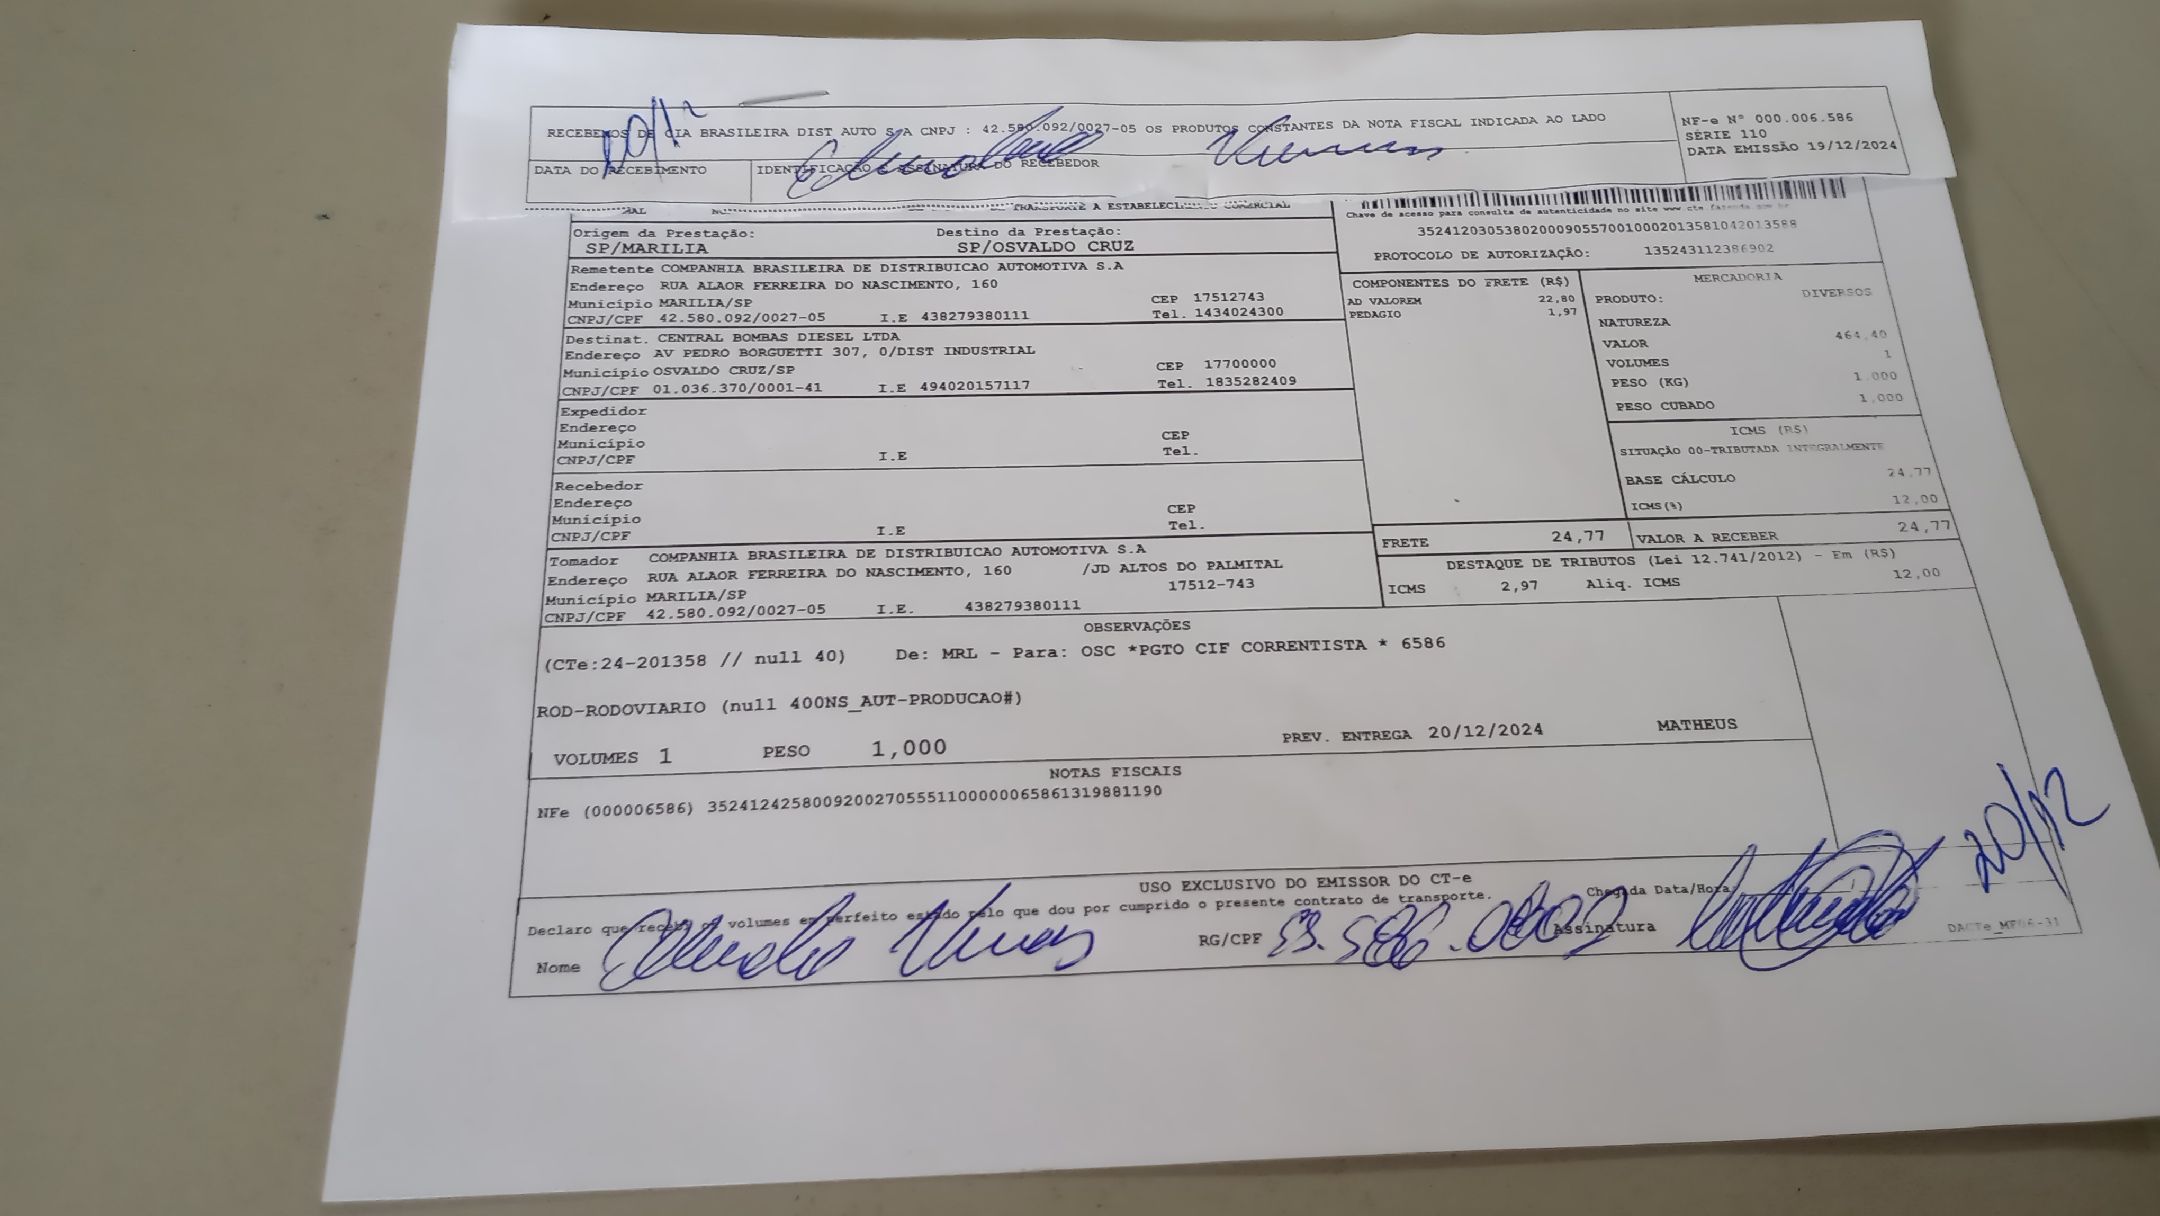 RECEBEMOS DE CIA BRASILEIRA DIST AUTO S A CNPJ : 42.580.092/0027-05 OS PRODUTOS CONSTANTES DA NOTA FISCAL INDICADA AO LADO
NF-e N° 000.006.586
SÉRIE 110
DATA EMISSÃO 19/12/2024
20/12
DATA DO RECEBIMENTO
IDENTIFICAÇÃO E ASSINATURA DO RECEBEDOR
TRANSPORTE A ESTABELECIMENTO COMERCIAL
Chave de acesso para consulta de autenticidade no site www.cte.fazenda.gov.br
35241203053802000905570010002013581042013588
PROTOCOLO DE AUTORIZAÇÃO: 135243112386902
Origem da Prestação: Destino da Prestação:
SP/MARILIA SP/OSVALDO CRUZ
Remetente COMPANHIA BRASILEIRA DE DISTRIBUICAO AUTOMOTIVA S.A
Endereço RUA ALAOR FERREIRA DO NASCIMENTO, 160
Município MARILIA/SP CEP 17512743
CNPJ/CPF 42.580.092/0027-05 I.E 438279380111 Tel. 1434024300
Destinat. CENTRAL BOMBAS DIESEL LTDA
Endereço AV PEDRO BORGUETTI 307, 0/DIST INDUSTRIAL
Município OSVALDO CRUZ/SP CEP 17700000
CNPJ/CPF 01.036.370/0001-41 I.E 494020157117 Tel. 1835282409
Expedidor
Endereço
Município CEP
CNPJ/CPF I.E Tel.
Recebedor
Endereço
Município CEP
CNPJ/CPF I.E Tel.
Tomador COMPANHIA BRASILEIRA DE DISTRIBUICAO AUTOMOTIVA S.A
Endereço RUA ALAOR FERREIRA DO NASCIMENTO, 160 /JD ALTOS DO PALMITAL
Município MARILIA/SP 17512-743
CNPJ/CPF 42.580.092/0027-05 I.E. 438279380111
COMPONENTES DO FRETE (R$)
AD VALOREM 22,80
PEDAGIO 1,97
MERCADORIA
PRODUTO: DIVERSOS
NATUREZA
VALOR 464,40
VOLUMES 1
PESO (KG) 1,000
PESO CUBADO 1,000
ICMS (R$)
SITUAÇÃO 00-TRIBUTADA INTEGRALMENTE
BASE CÁLCULO 24,77
ICMS(%) 12,00
FRETE 24,77 VALOR A RECEBER 24,77
DESTAQUE DE TRIBUTOS (Lei 12.741/2012) - Em (R$)
ICMS 2,97 Aliq. ICMS 12,00
OBSERVAÇÕES
(CTe:24-201358 // null 40) De: MRL - Para: OSC *PGTO CIF CORRENTISTA * 6586
ROD-RODOVIARIO (null 400NS_AUT-PRODUCAO#)
VOLUMES 1 PESO 1,000 PREV. ENTREGA 20/12/2024 MATHEUS
NOTAS FISCAIS
NFe (000006586) 35241242580092002705551100000065861319881190
USO EXCLUSIVO DO EMISSOR DO CT-e
Declaro que recebi os volumes em perfeito estado pelo que dou por cumprido o presente contrato de transporte.
Chegada Data/Hora 20/12
Nome RG/CPF Assinatura